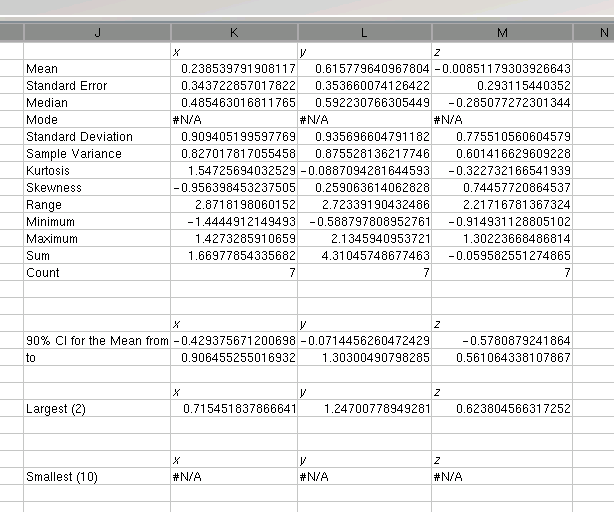 J K L M N
x y z
Mean 0.238539791908117 0.615779640967804 -0.00851179303926643
Standard Error 0.343722857017822 0.353660074126422 0.293115440352
Median 0.485463016811765 0.592230766305449 -0.285077272301344
Mode #N/A #N/A #N/A
Standard Deviation 0.909405199597769 0.935696604791182 0.775510560604579
Sample Variance 0.827017817055458 0.875528136217746 0.601416629609228
Kurtosis 1.54725694032529 -0.0887094281644593 -0.322732166541939
Skewness -0.956398453237505 0.259063614062828 0.74457720864537
Range 2.8718198060152 2.72339190432486 2.21716781367324
Minimum -1.4444912149493 -0.588797808952761 -0.914931128805102
Maximum 1.4273285910659 2.1345940953721 1.30223668486814
Sum 1.66977854335682 4.31045748677463 -0.059582551274865
Count 7 7 7
x y z
90% CI for the Mean from -0.429375671200698 -0.0714456260472429 -0.5780879241864
to 0.906455255016932 1.30300490798285 0.561064338107867
x y z
Largest (2) 0.715451837866641 1.24700778949281 0.623804566317252
x y z
Smallest (10) #N/A #N/A #N/A